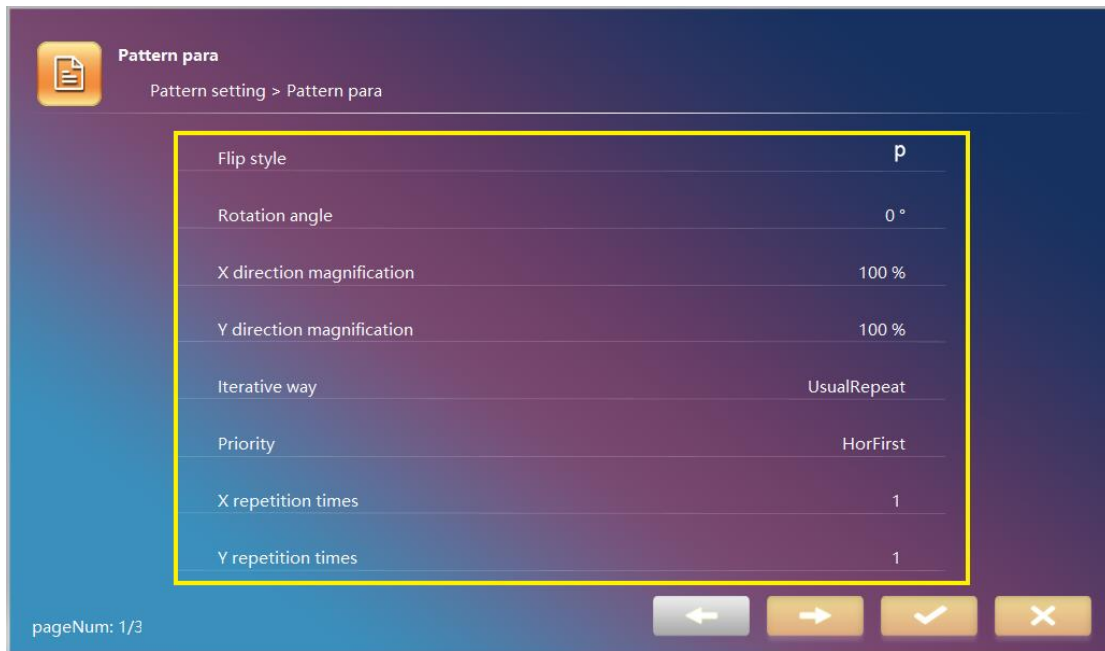 Pattern para
Pattern setting > Pattern para
Flip style p
Rotation angle 0 °
X direction magnification 100 %
Y direction magnification 100 %
Iterative way UsualRepeat
Priority HorFirst
X repetition times 1
Y repetition times 1
pageNum: 1/3